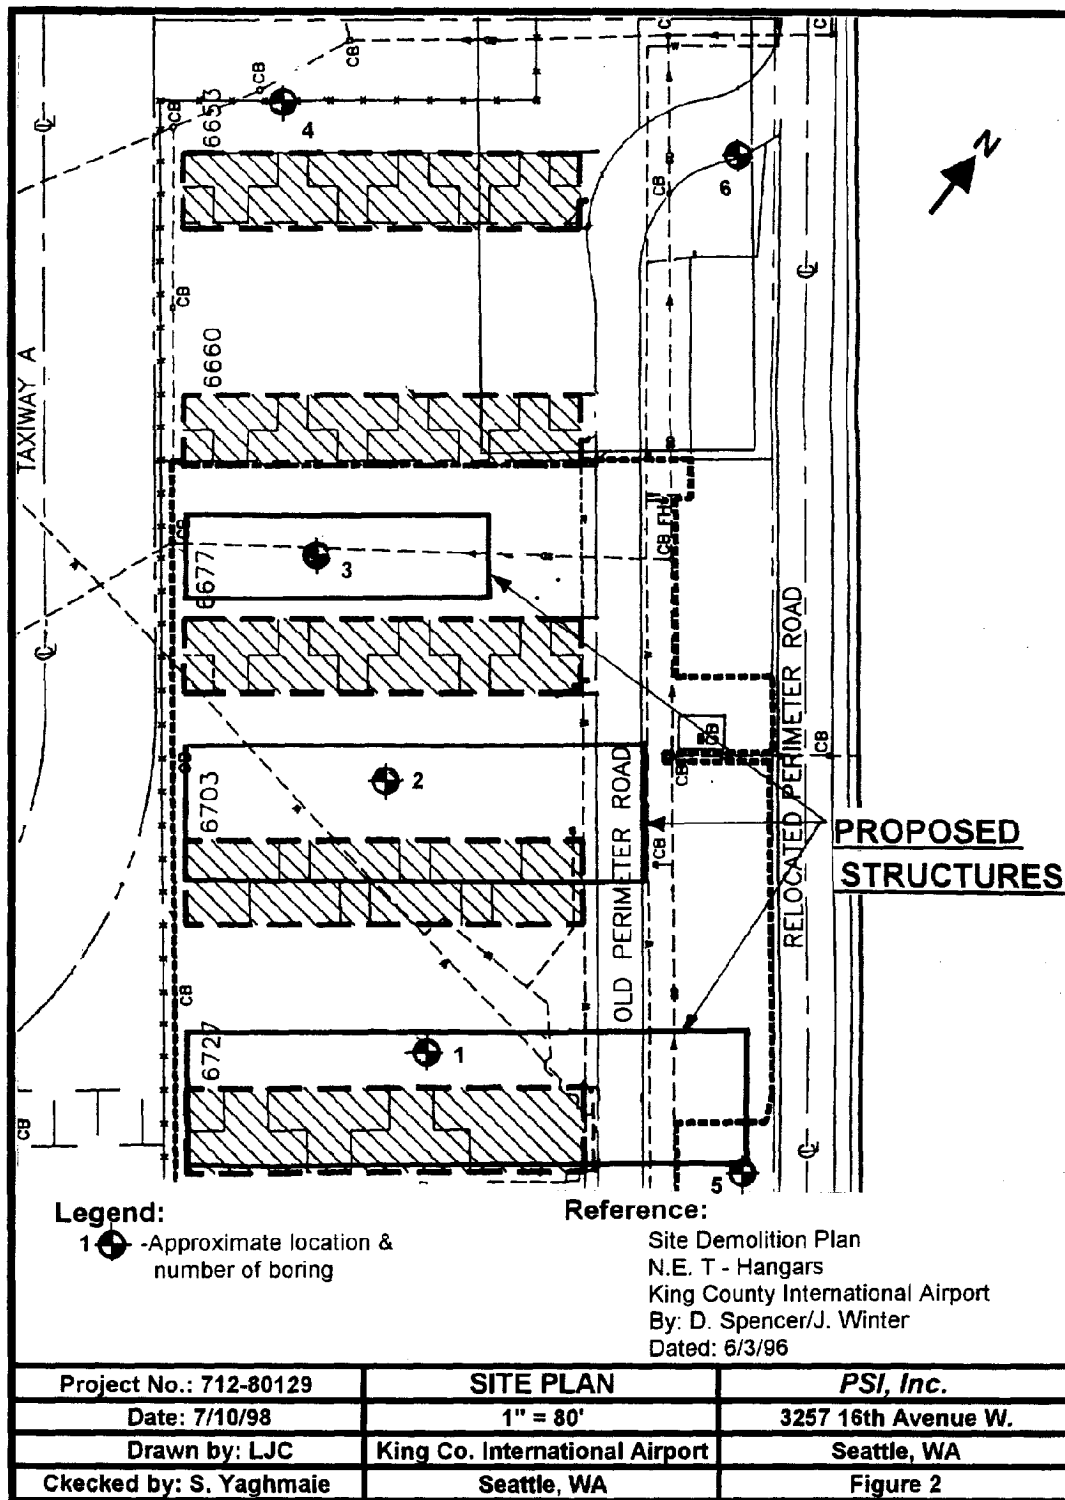 CB
CB
CB
C
C
6653
4
6
CB
N
CB
6660
TAXIWAY A
CB
CB FH
3
6677
CB
2
6703
CB
CB
CB
CB
OLD PERIMETER ROAD
RELOCATED PERIMETER ROAD
PROPOSED
STRUCTURES
CB
6727
1
CB
5
Legend:
1 -Approximate location &
number of boring
Reference:
Site Demolition Plan
N.E. T - Hangars
King County International Airport
By: D. Spencer/J. Winter
Dated: 6/3/96
Project No.: 712-80129
SITE PLAN
PSI, Inc.
Date: 7/10/98
1" = 80'
3257 16th Avenue W.
Drawn by: LJC
King Co. International Airport
Seattle, WA
Ckecked by: S. Yaghmaie
Seattle, WA
Figure 2